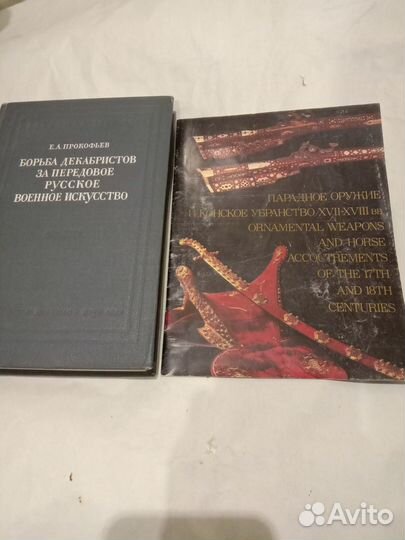 Е. А. ПРОКОФЬЕВ
БОРЬБА ДЕКАБРИСТОВ
ЗА ПЕРЕДОВОЕ
РУССКОЕ
ВОЕННОЕ ИСКУССТВО
ПАРАДНОЕ ОРУЖИЕ
И КОНСКОЕ УБРАНСТВО XVII-XVIII вв
ORNAMENTAL WEAPONS
AND HORSE
ACCOCTREMENTS
OF THE 17TH
AND 18TH
CENTURIES
Avito